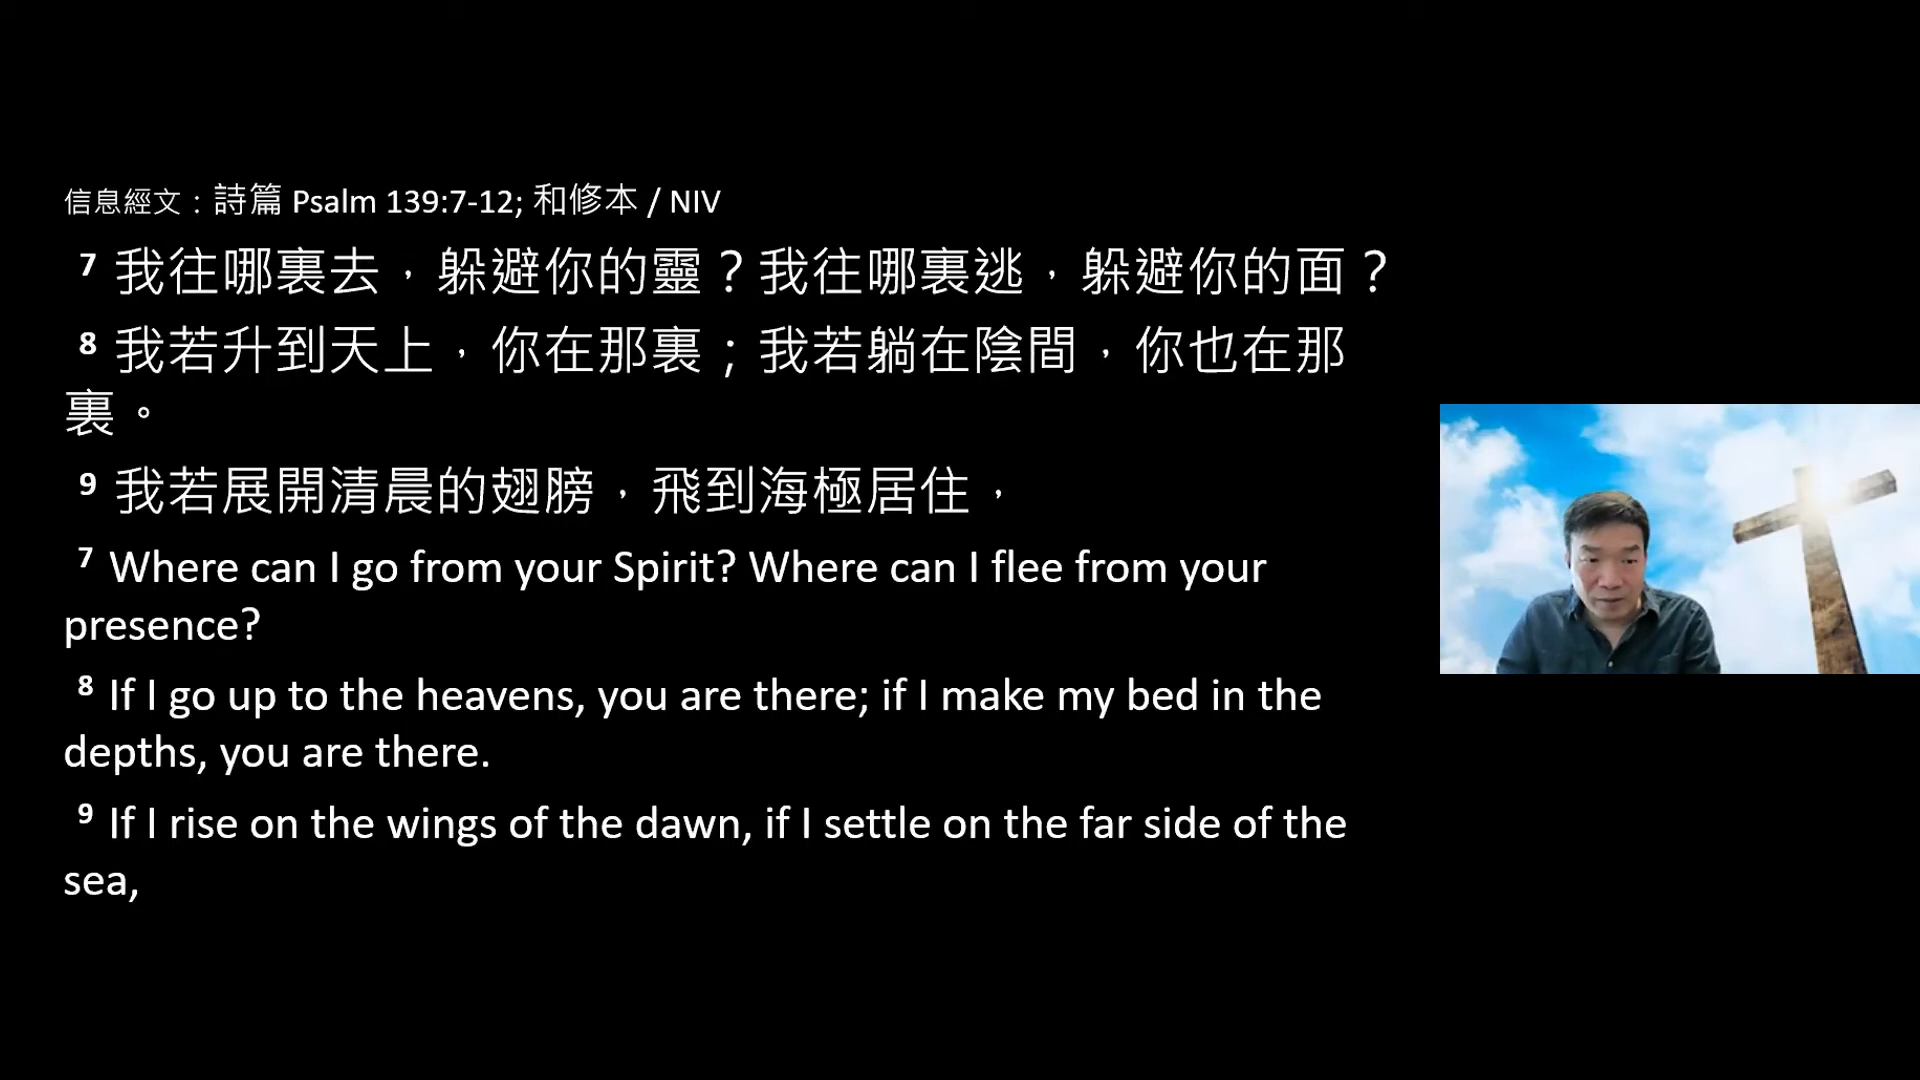 信息經文：詩篇 Psalm 139:7-12; 和修本 / NIV
7 我往哪裏去，躲避你的靈？我往哪裏逃，躲避你的面？
8 我若升到天上，你在那裏；我若躺在陰間，你也在那
裏。
9 我若展開清晨的翅膀，飛到海極居住，
7 Where can I go from your Spirit? Where can I flee from your
presence?
8 If I go up to the heavens, you are there; if I make my bed in the
depths, you are there.
9 If I rise on the wings of the dawn, if I settle on the far side of the
sea,